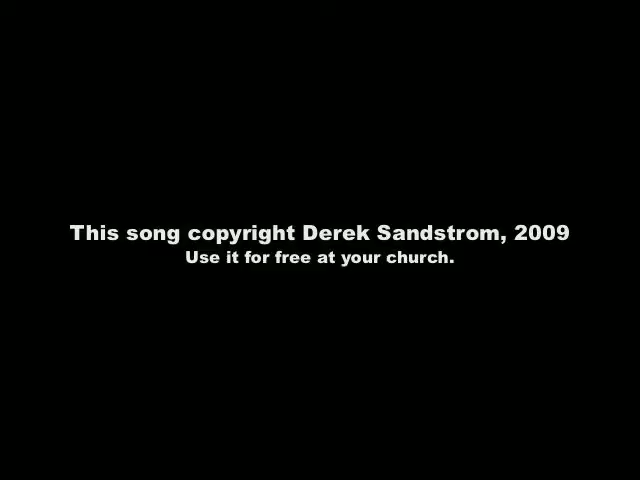 This song copyright Derek Sandstrom, 2009
Use it for free at your church.